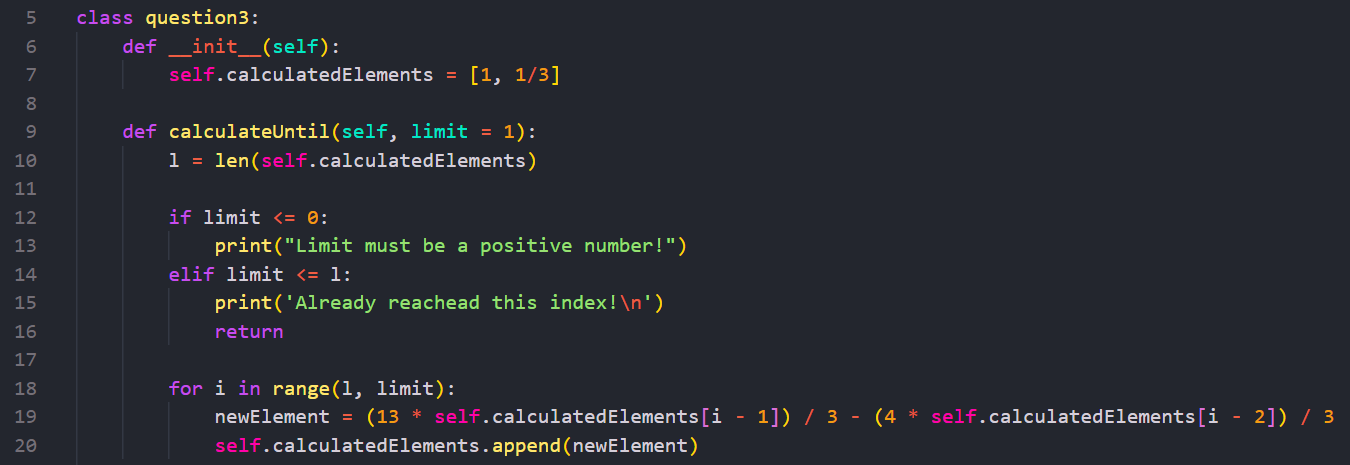 5 class question3:
6     def __init__(self):
7         self.calculatedElements = [1, 1/3]
8
9     def calculateUntil(self, limit = 1):
10         l = len(self.calculatedElements)
11
12         if limit <= 0:
13             print("Limit must be a positive number!")
14         elif limit <= l:
15             print('Already reachead this index!\n')
16             return
17
18         for i in range(l, limit):
19             newElement = (13 * self.calculatedElements[i - 1]) / 3 - (4 * self.calculatedElements[i - 2]) / 3
20             self.calculatedElements.append(newElement)